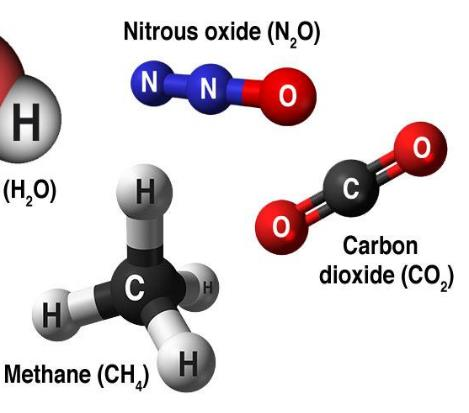 Nitrous oxide (N₂O)
N N O
H
(H₂O)
O
C
O
Carbon
dioxide (CO₂)
H
C
H
H
H
Methane (CH₄)